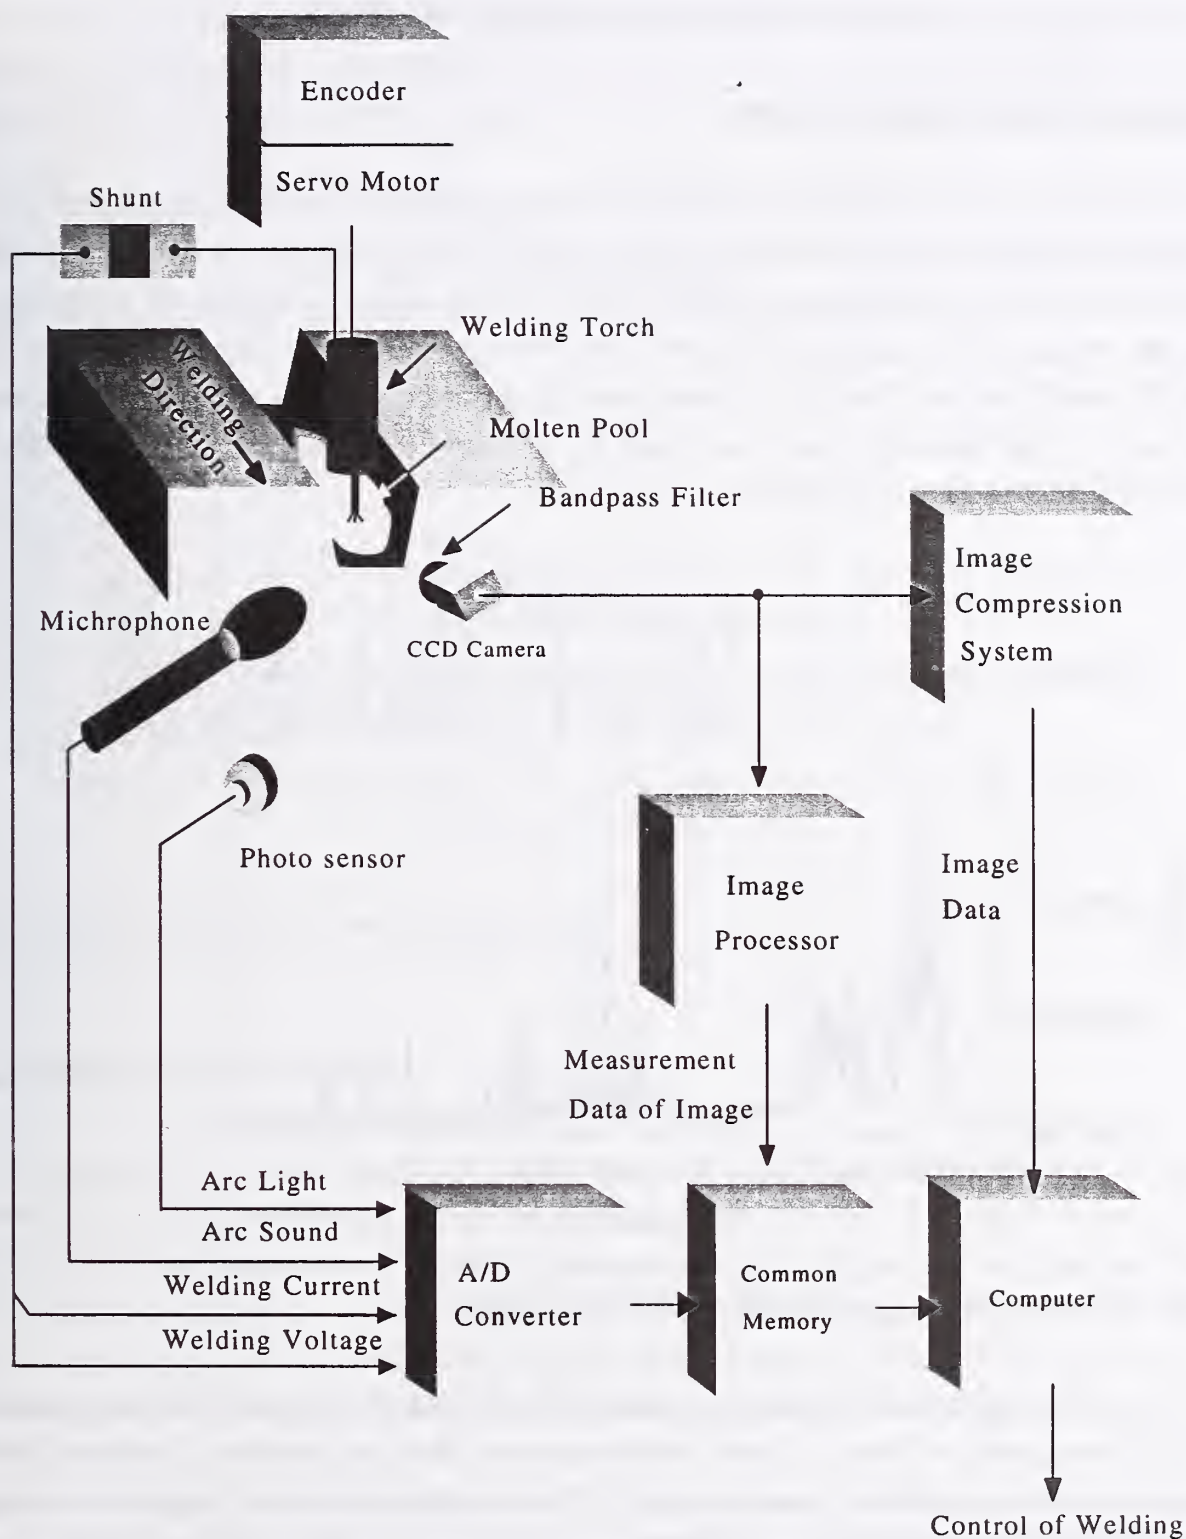 Encoder
Servo Motor
Shunt
Welding Torch
Welding
Direction
Molten Pool
Bandpass Filter
Image
Compression
System
Michrophone
CCD Camera
Photo sensor
Image
Processor
Image
Data
Measurement
Data of Image
Arc Light
Arc Sound
Welding Current
Welding Voltage
A/D
Converter
Common
Memory
Computer
Control of Welding